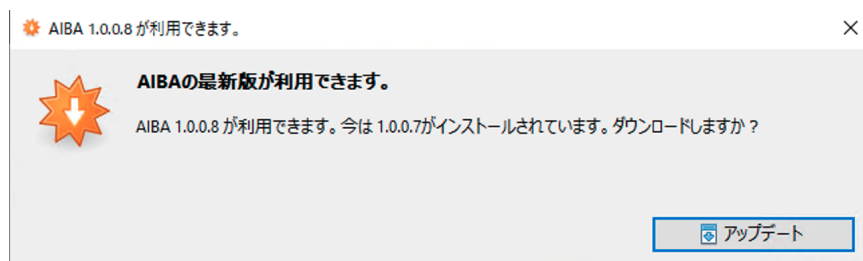 AIBA 1.0.0.8 が利用できます。
AIBAの最新版が利用できます。
AIBA 1.0.0.8 が利用できます。今は 1.0.0.7がインストールされています。ダウンロードしますか？
アップデート